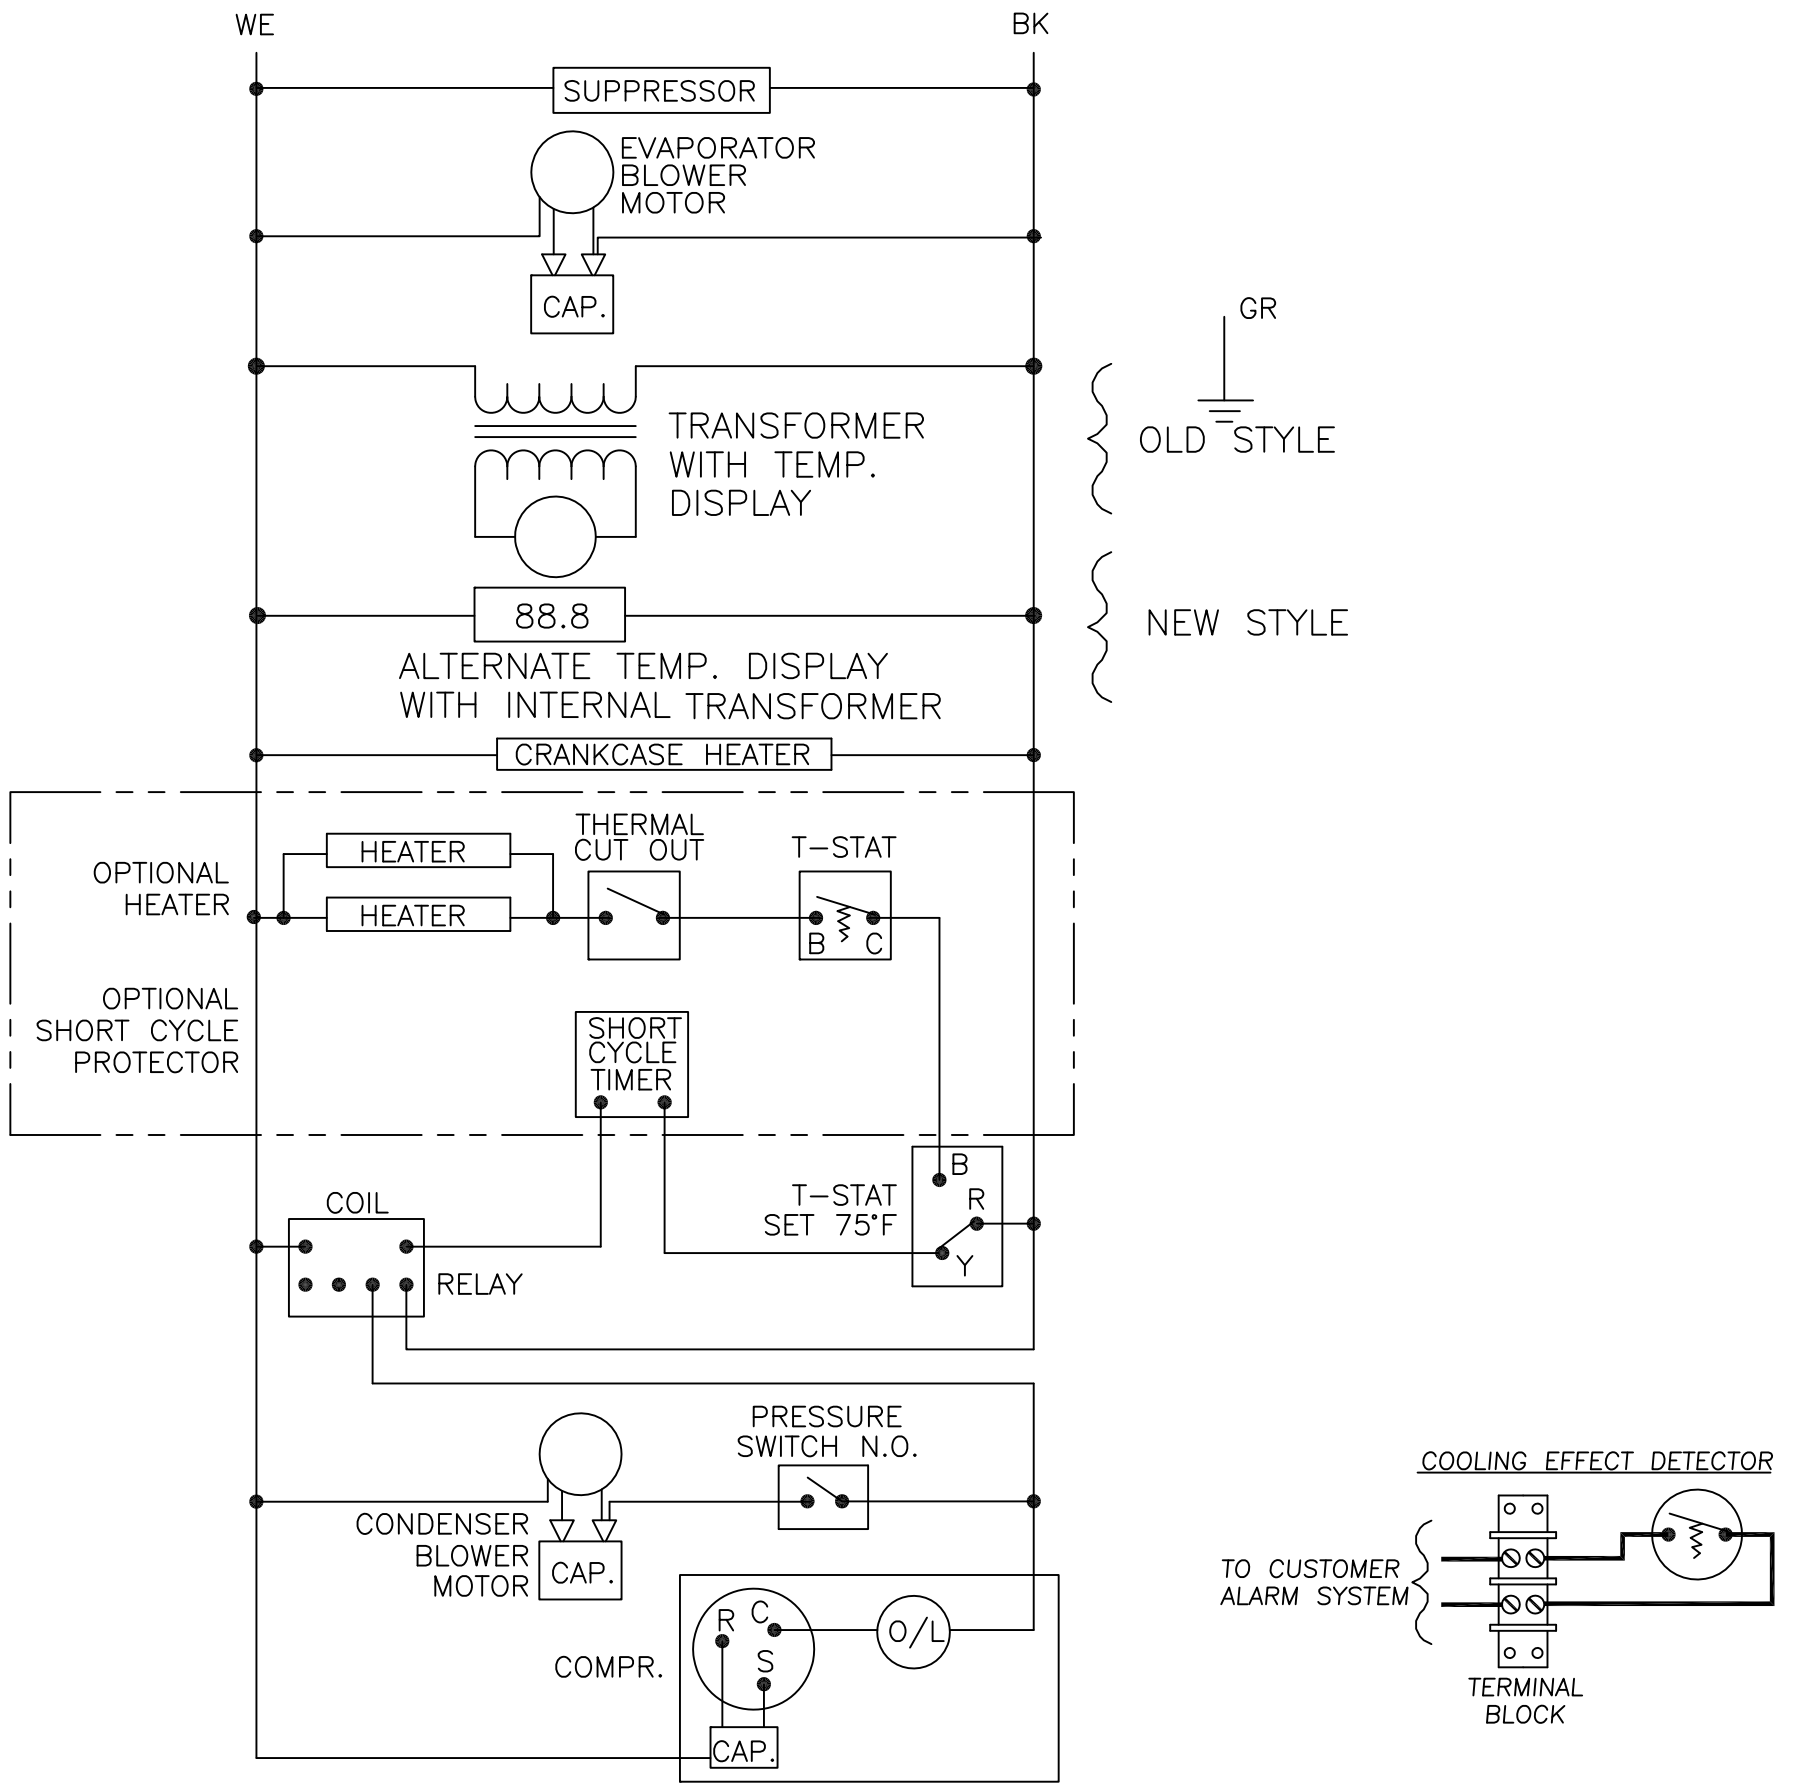 WE
BK
SUPPRESSOR
EVAPORATOR
BLOWER
MOTOR
CAP.
GR
TRANSFORMER
WITH TEMP.
DISPLAY
OLD STYLE
88.8
NEW STYLE
ALTERNATE TEMP. DISPLAY
WITH INTERNAL TRANSFORMER
CRANKCASE HEATER
OPTIONAL
HEATER
HEATER
HEATER
THERMAL
CUT OUT
T-STAT
B C
OPTIONAL
SHORT CYCLE
PROTECTOR
SHORT
CYCLE
TIMER
COIL
RELAY
T-STAT
SET 75°F
B
R
Y
PRESSURE
SWITCH N.O.
CONDENSER
BLOWER
MOTOR
CAP.
COMPR.
R
C
S
O/L
CAP.
COOLING EFFECT DETECTOR
TO CUSTOMER
ALARM SYSTEM
TERMINAL
BLOCK